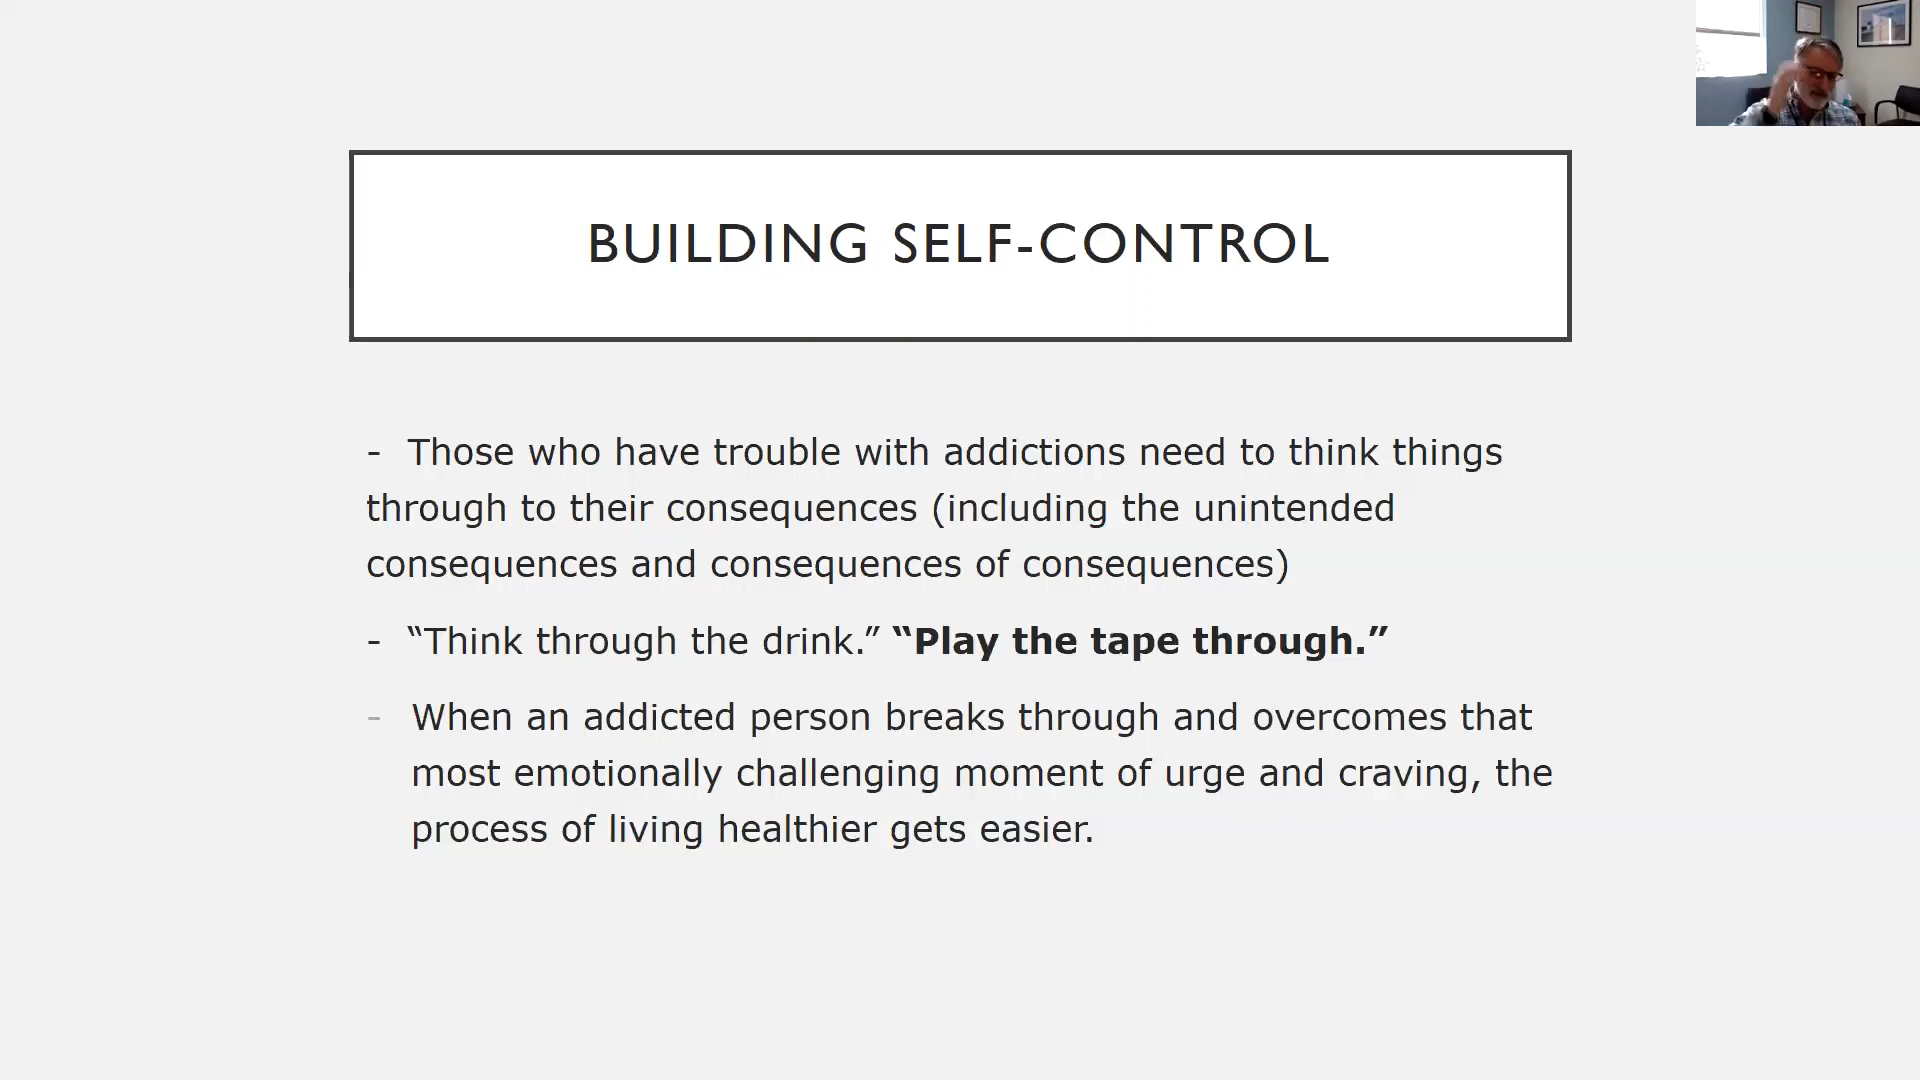 BUILDING SELF-CONTROL
- Those who have trouble with addictions need to think things
through to their consequences (including the unintended
consequences and consequences of consequences)
- “Think through the drink.” “Play the tape through.”
- When an addicted person breaks through and overcomes that
most emotionally challenging moment of urge and craving, the
process of living healthier gets easier.